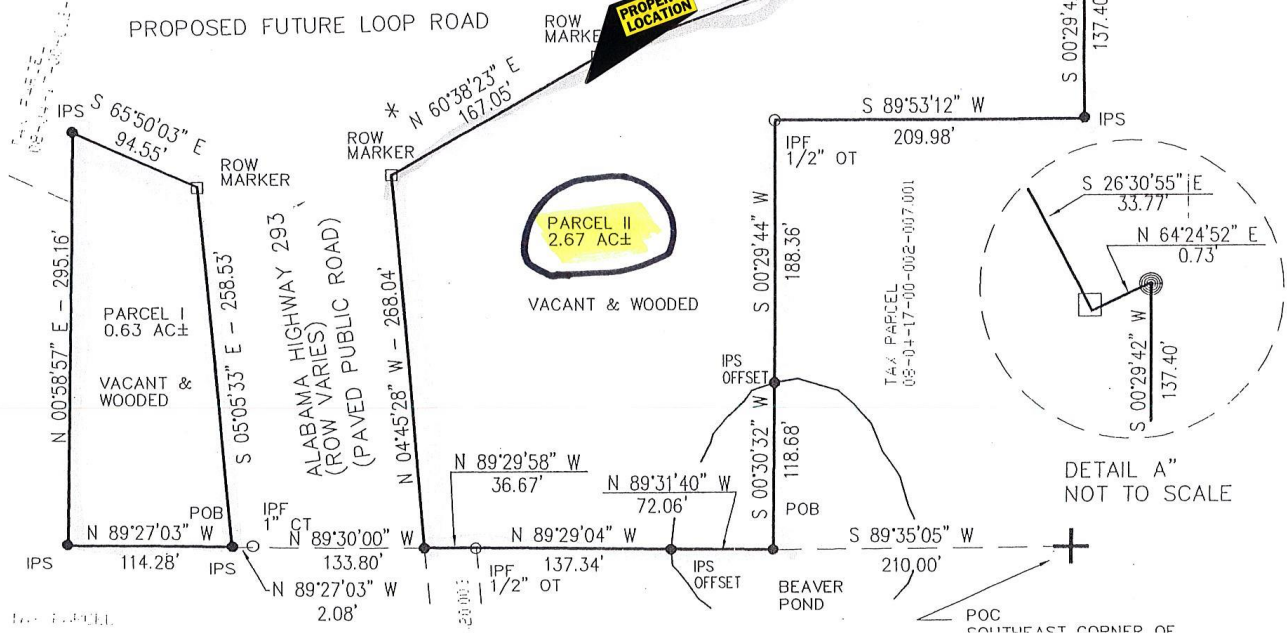 PROPOSED FUTURE LOOP ROAD
ROW
MARKE
PROPE
LOCATION
S 00°29'4
137.40
IPS
S 65°50'03" E
94.55'
ROW
MARKER
ROW
MARKER
* N 60°38'23" E
167.05'
S 89°53'12" W
209.98'
IPS
IPF
1/2" OT
N 00°58'57" E - 295.16'
PARCEL I
0.63 AC±
VACANT &
WOODED
S 05°05'33" E - 258.53'
ALABAMA HIGHWAY 293
(ROW VARIES)
(PAVED PUBLIC ROAD)
N 04°45'28" W - 268.04'
PARCEL II
2.67 AC±
VACANT & WOODED
S 00°29'44" W
188.36'
TAX PARCEL
08-04-17-00-002-007.001
S 26°30'55" E
33.77'
N 64°24'52" E
0.73'
S 00°29'42" W
137.40'
DETAIL A"
NOT TO SCALE
IPS
OFFSET
S 00°30'32" W
118.68'
N 89°29'58" W
36.67'
N 89°31'40" W
72.06'
POB
POB
IPF
1" CT
N 89°27'03" W
114.28'
IPS
IPS
N 89°30'00" W
133.80'
N 89°27'03" W
2.08'
N 89°29'04" W
137.34'
IPF
1/2" OT
IPS
OFFSET
S 89°35'05" W
210.00'
BEAVER
POND
POC
SOUTHEAST CORNER OF